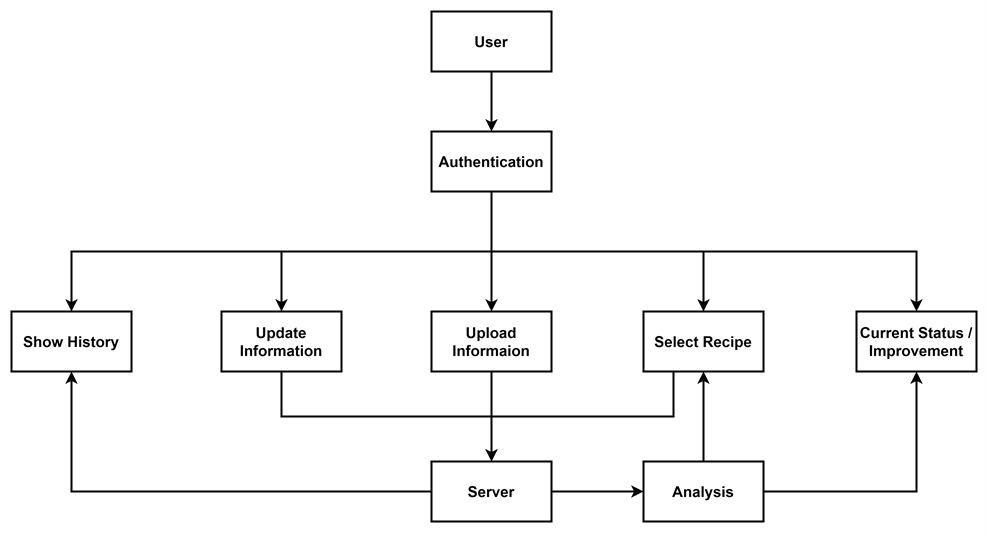 User
Authentication
Show History
Update
Information
Upload
Informaion
Select Recipe
Current Status /
Improvement
Server
Analysis